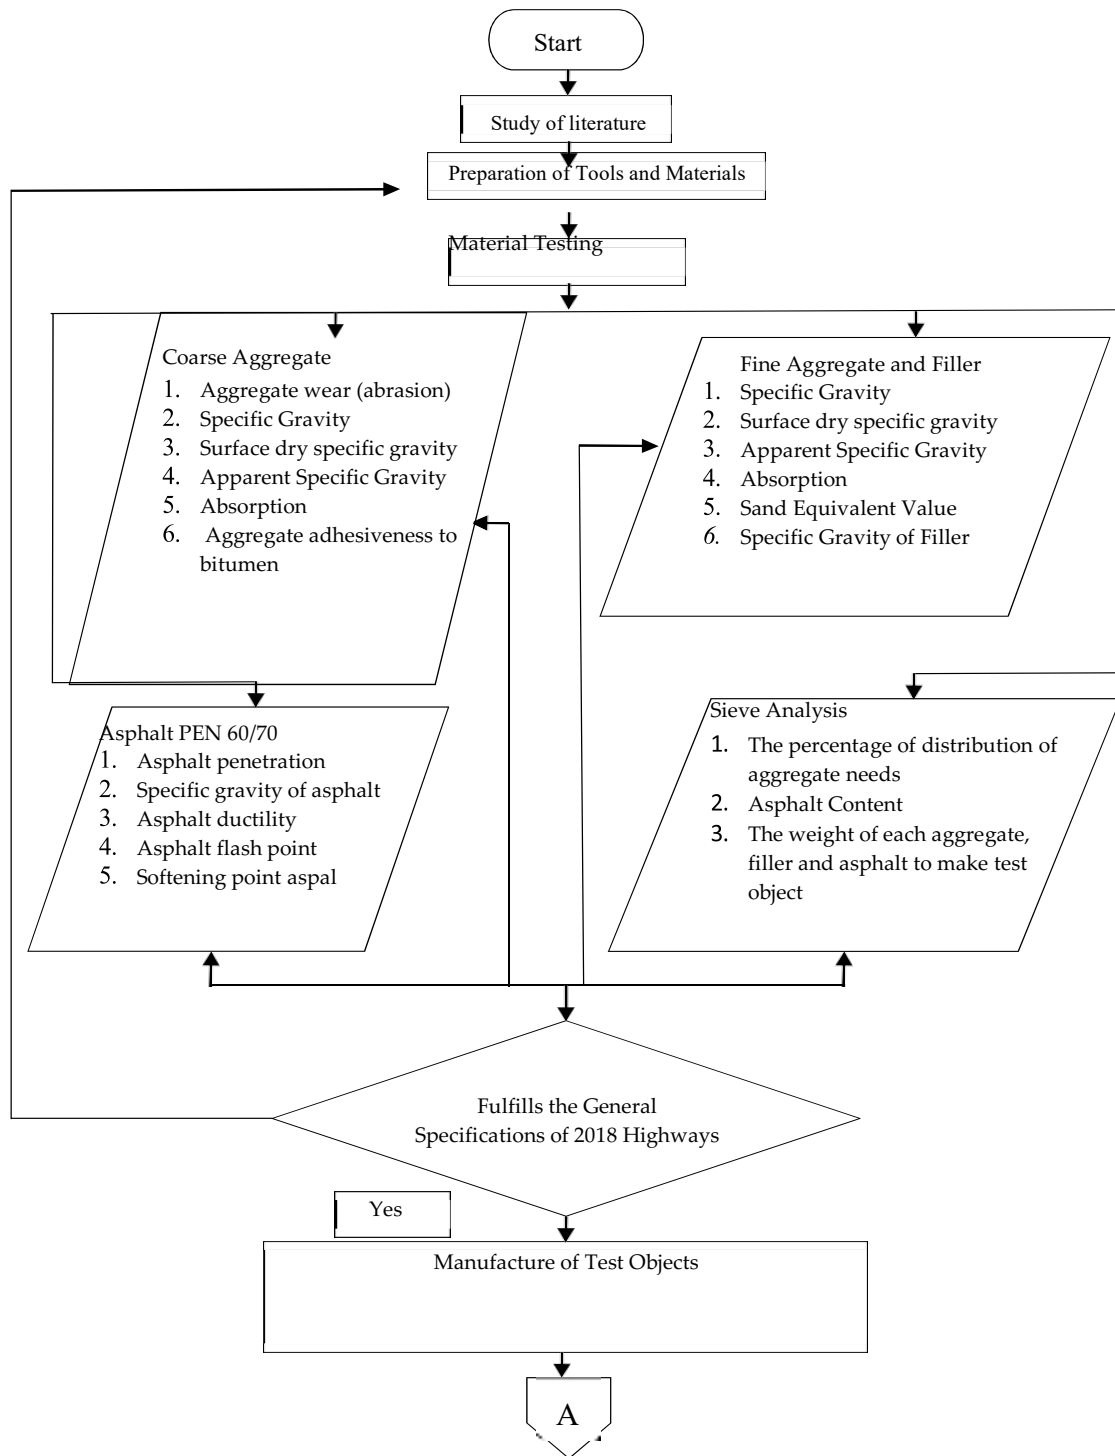 Start
Study of literature
Preparation of Tools and Materials
Material Testing
Coarse Aggregate
1. Aggregate wear (abrasion)
2. Specific Gravity
3. Surface dry specific gravity
4. Apparent Specific Gravity
5. Absorption
6. Aggregate adhesiveness to
bitumen
Fine Aggregate and Filler
1. Specific Gravity
2. Surface dry specific gravity
3. Apparent Specific Gravity
4. Absorption
5. Sand Equivalent Value
6. Specific Gravity of Filler
Asphalt PEN 60/70
1. Asphalt penetration
2. Specific gravity of asphalt
3. Asphalt ductility
4. Asphalt flash point
5. Softening point aspal
Sieve Analysis
1. The percentage of distribution of
aggregate needs
2. Asphalt Content
3. The weight of each aggregate,
filler and asphalt to make test
object
Fulfills the General
Specifications of 2018 Highways
Yes
Manufacture of Test Objects
A